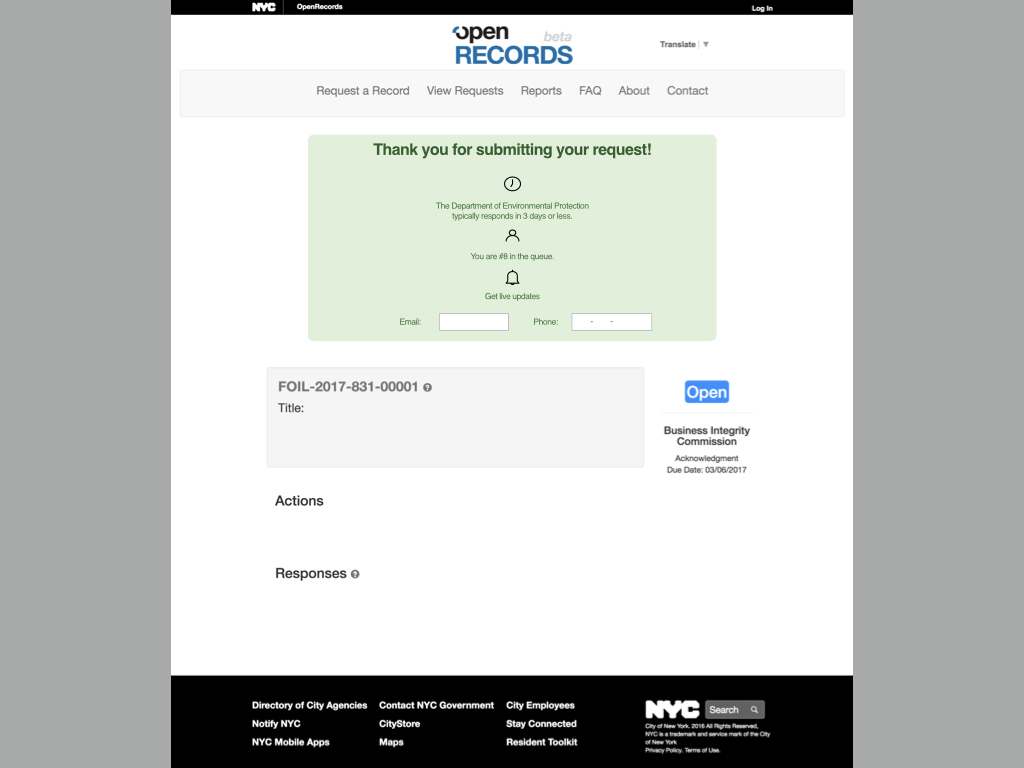 NYC OpenRecords Log In
open beta
RECORDS
Translate ▼
Request a Record View Requests Reports FAQ About Contact
Thank you for submitting your request!
The Department of Environmental Protection
typically responds in 3 days or less.
You are #8 in the queue.
Get live updates
Email: Phone: - -
FOIL-2017-831-00001
Title:
Open
Business Integrity
Commission
Acknowledgment
Due Date: 03/06/2017
Actions
Responses
Directory of City Agencies Contact NYC Government City Employees
Notify NYC CityStore Stay Connected
NYC Mobile Apps Maps Resident Toolkit
NYC Search
City of New York. 2016 All Rights Reserved,
NYC is a trademark and service mark of the City
of New York
Privacy Policy. Terms of Use.